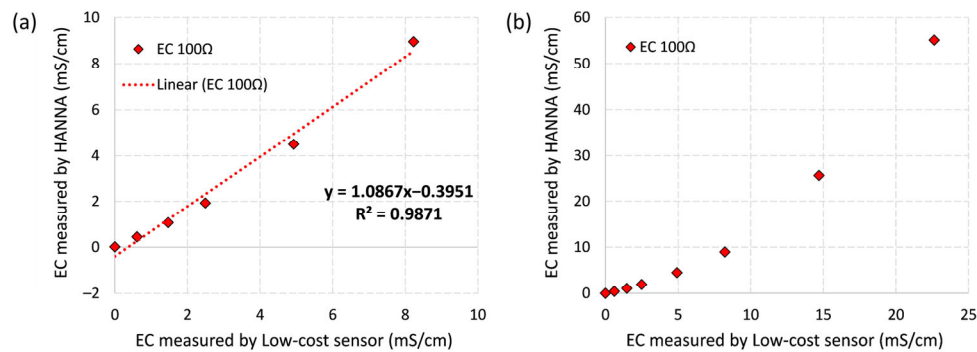 (a)
EC measured by HANNA (mS/cm)
10
8
6
4
2
0
–2
EC 100Ω
Linear (EC 100Ω)
y = 1.0867x–0.3951
R² = 0.9871
0 2 4 6 8 10
EC measured by Low-cost sensor (mS/cm)
(b)
EC measured by HANNA (mS/cm)
60
50
40
30
20
10
0
EC 100Ω
0 5 10 15 20 25
EC measured by Low-cost sensor (mS/cm)